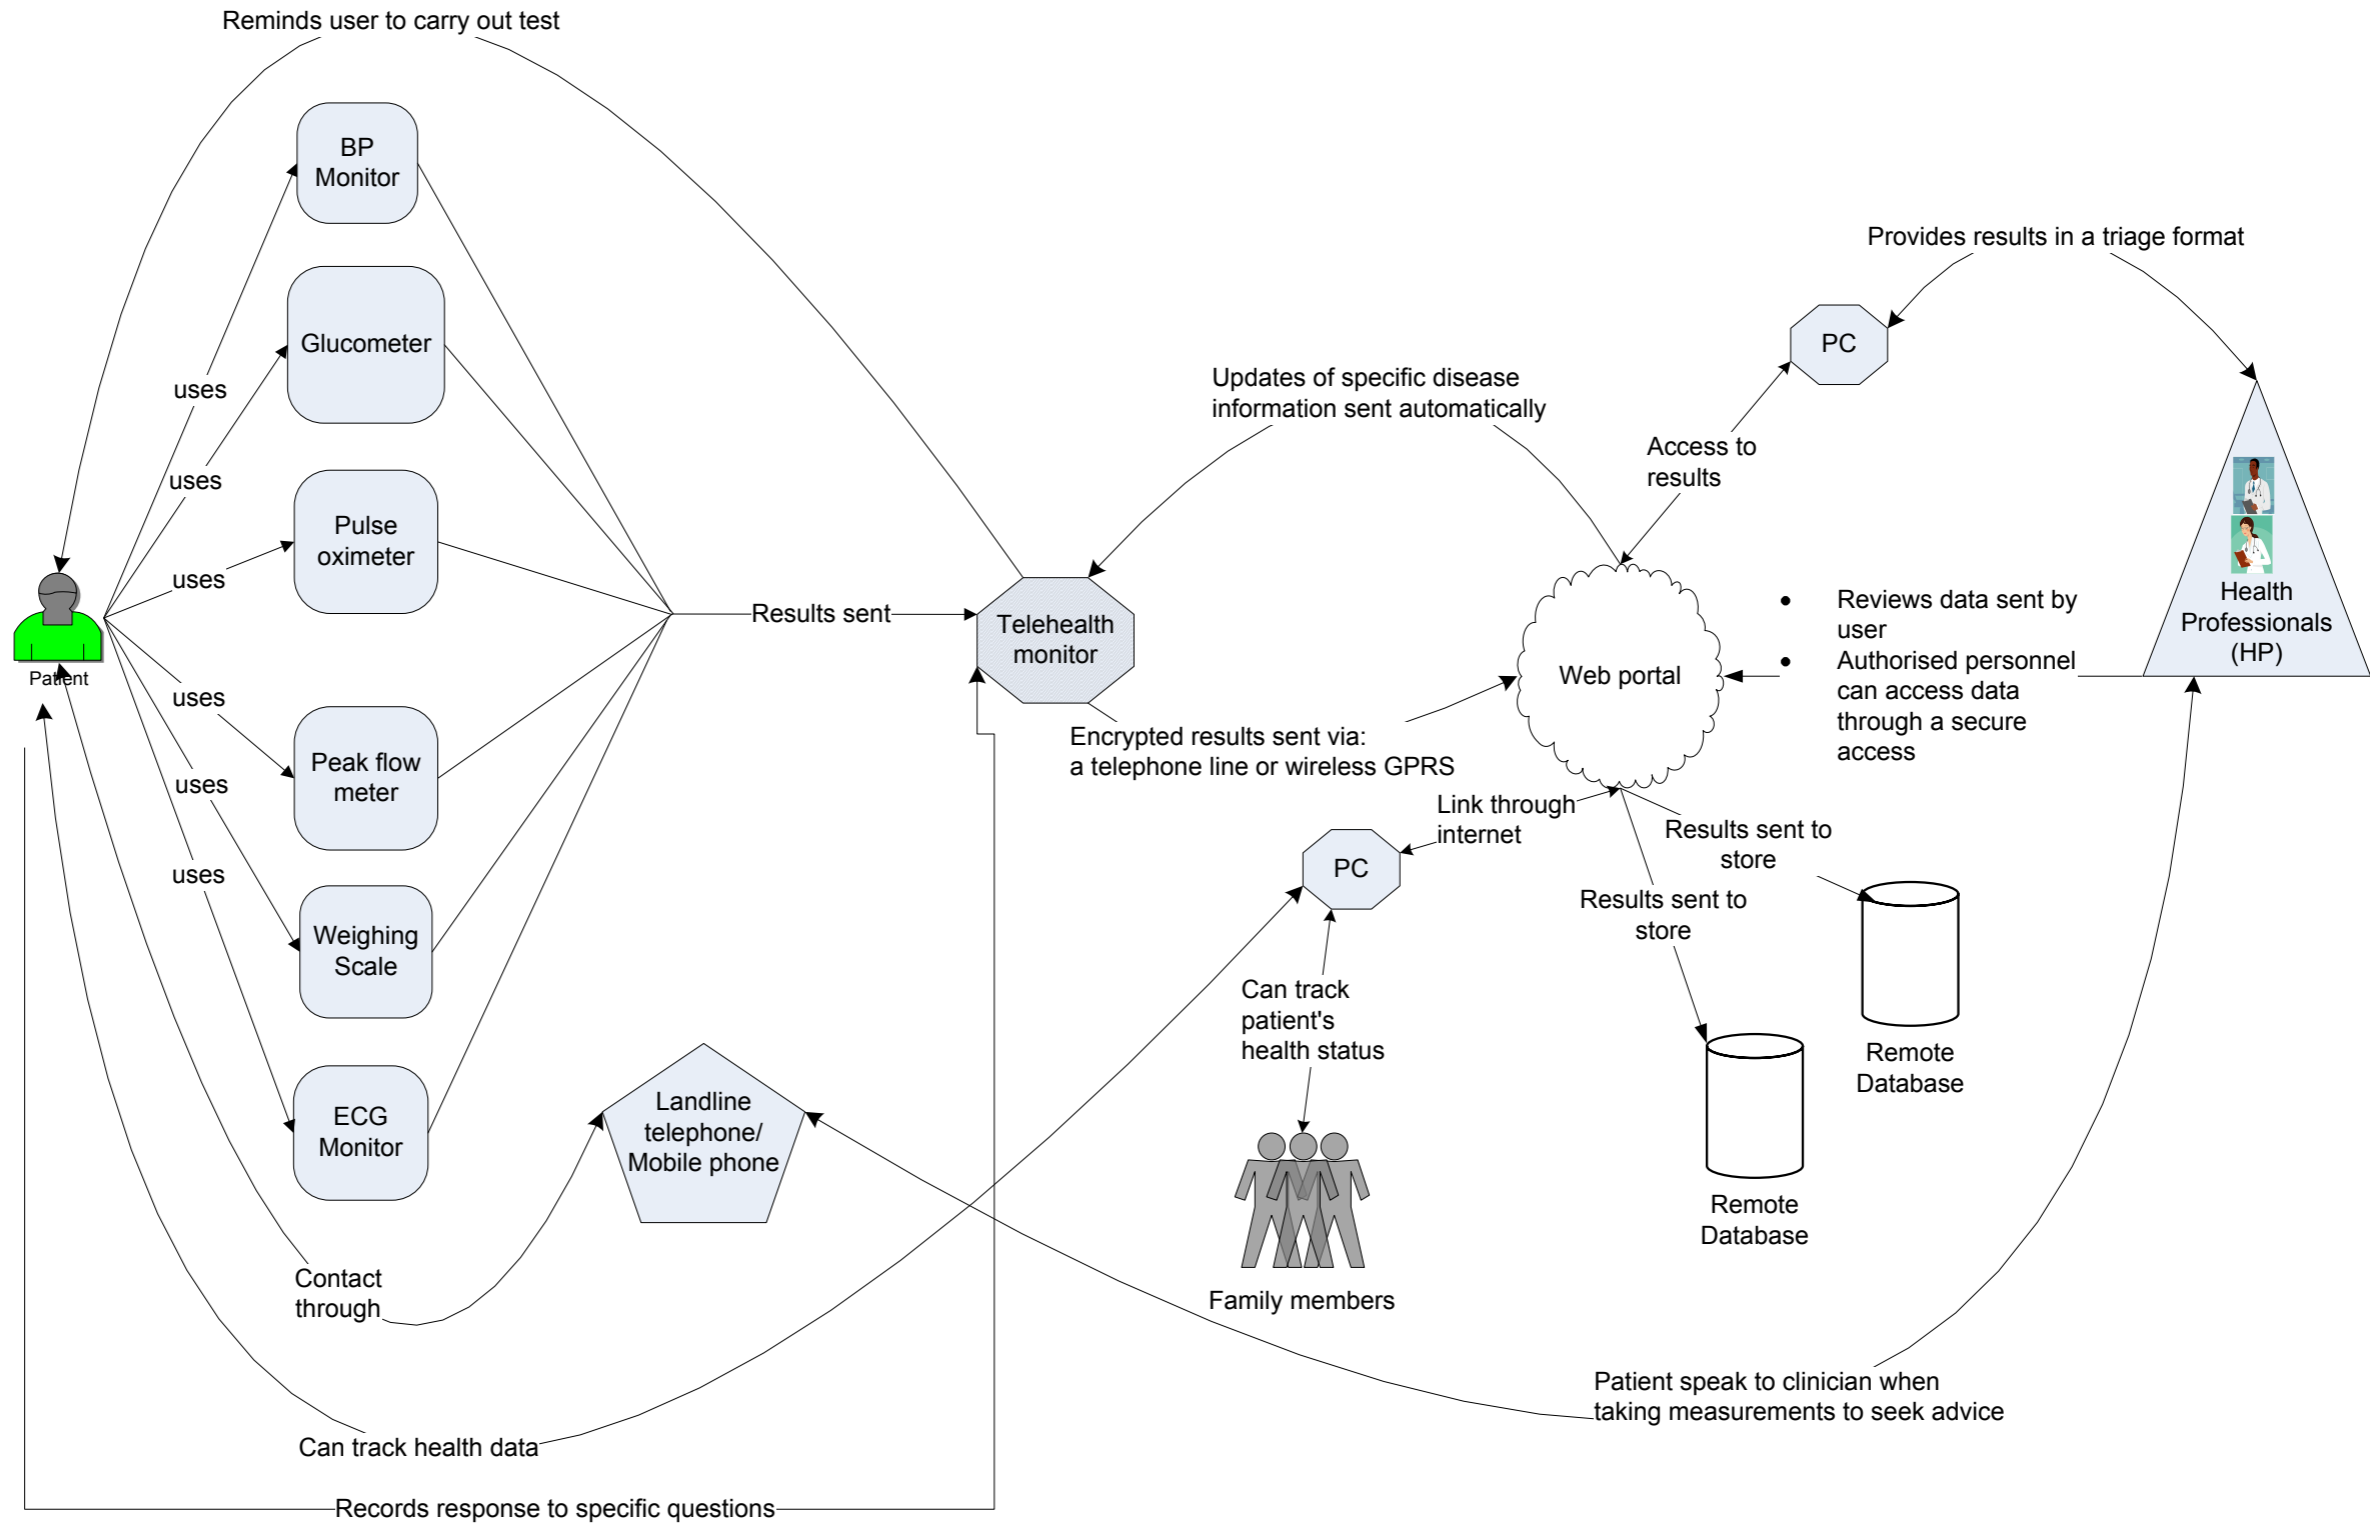 Reminds user to carry out test
BP
Monitor
Glucometer
Pulse
oximeter
Peak flow
meter
Weighing
Scale
ECG
Monitor
uses
uses
uses
uses
uses
uses
Patient
Results sent
Telehealth
monitor
Updates of specific disease
information sent automatically
Encrypted results sent via:
a telephone line or wireless GPRS
Web portal
Access to
results
PC
Provides results in a triage format
Health
Professionals
(HP)
• Reviews data sent by
user
• Authorised personnel
can access data
through a secure
access
Link through
internet
PC
Results sent to
store
Results sent to
store
Remote
Database
Remote
Database
Can track
patient's
health status
Family members
Landline
telephone/
Mobile phone
Contact
through
Patient speak to clinician when
taking measurements to seek advice
Can track health data
Records response to specific questions